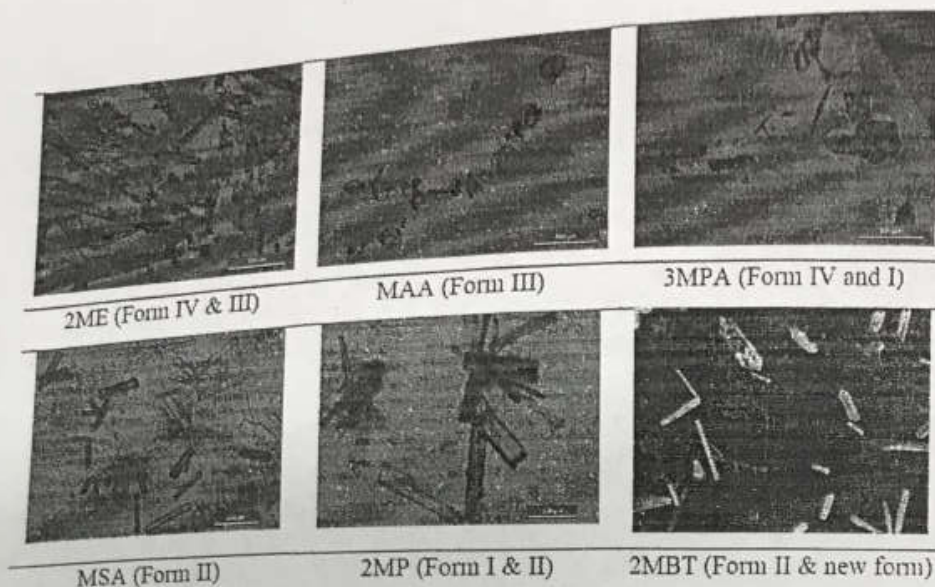 2ME (Form IV & III)
MAA (Form III)
3MPA (Form IV and I)
MSA (Form II)
2MP (Form I & II)
2MBT (Form II & new form)